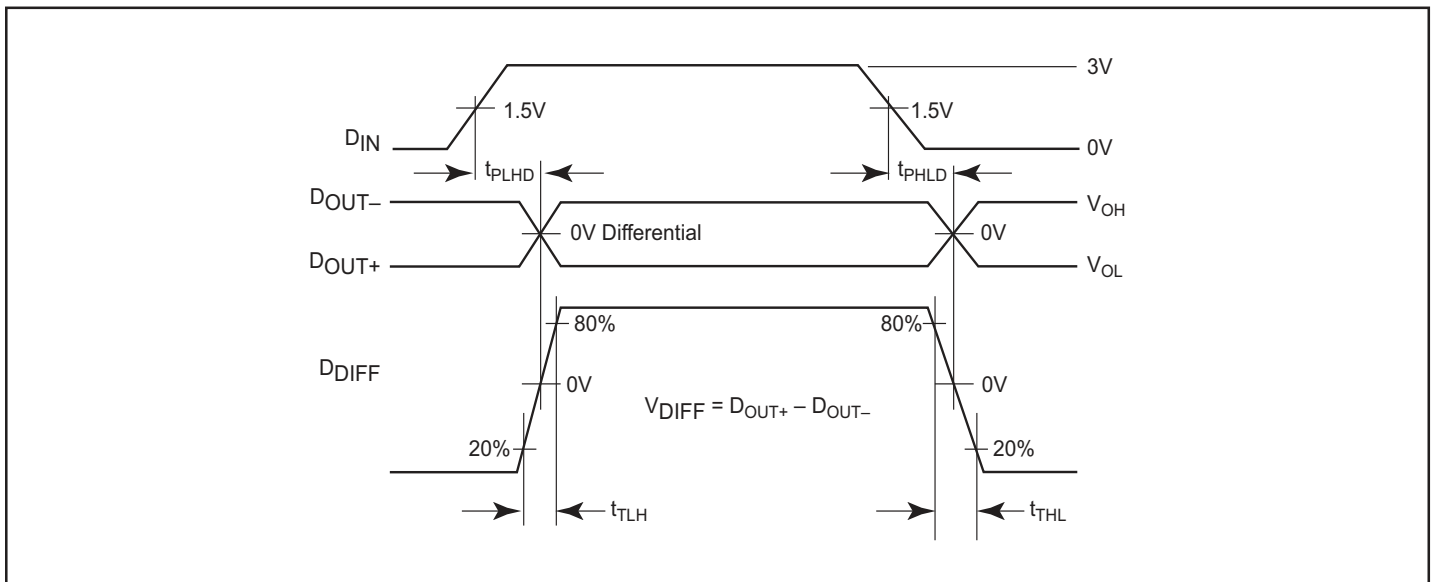 3V
1.5V 1.5V
DIN 0V
tPLHD tPHLD
DOUT– VOH
0V Differential 0V
DOUT+ VOL
80% 80%
DDIFF 0V 0V
VDIFF = DOUT+ – DOUT–
20% 20%
tTLH tTHL